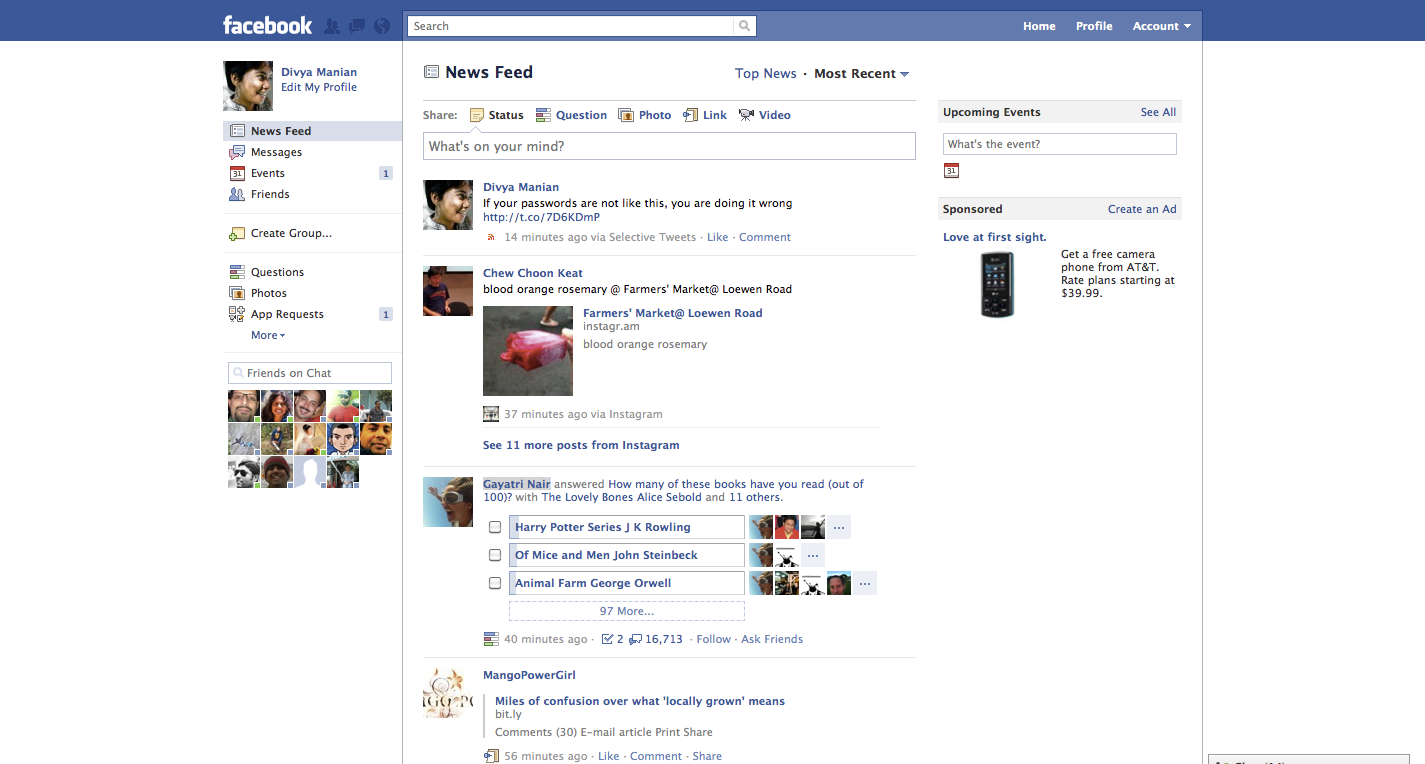 facebook
Search
Home Profile Account
Divya Manian
Edit My Profile
News Feed
Messages
31 Events 1
Friends
Create Group...
Questions
Photos
App Requests 1
More
Friends on Chat
News Feed
Top News · Most Recent
Share: Status Question Photo Link Video
What's on your mind?
Divya Manian
If your passwords are not like this, you are doing it wrong
http://t.co/7D6KDmP
14 minutes ago via Selective Tweets · Like · Comment
Chew Choon Keat
blood orange rosemary @ Farmers' Market@ Loewen Road
Farmers' Market@ Loewen Road
instagr.am
blood orange rosemary
37 minutes ago via Instagram
See 11 more posts from Instagram
Gayatri Nair answered How many of these books have you read (out of
100)? with The Lovely Bones Alice Sebold and 11 others.
Harry Potter Series J K Rowling ...
Of Mice and Men John Steinbeck ...
Animal Farm George Orwell ...
97 More...
40 minutes ago · 2 16,713 · Follow · Ask Friends
MangoPowerGirl
Miles of confusion over what 'locally grown' means
bit.ly
Comments (30) E-mail article Print Share
56 minutes ago · Like · Comment · Share
Upcoming Events See All
What's the event?
31
Sponsored Create an Ad
Love at first sight.
Get a free camera
phone from AT&T.
Rate plans starting at
$39.99.